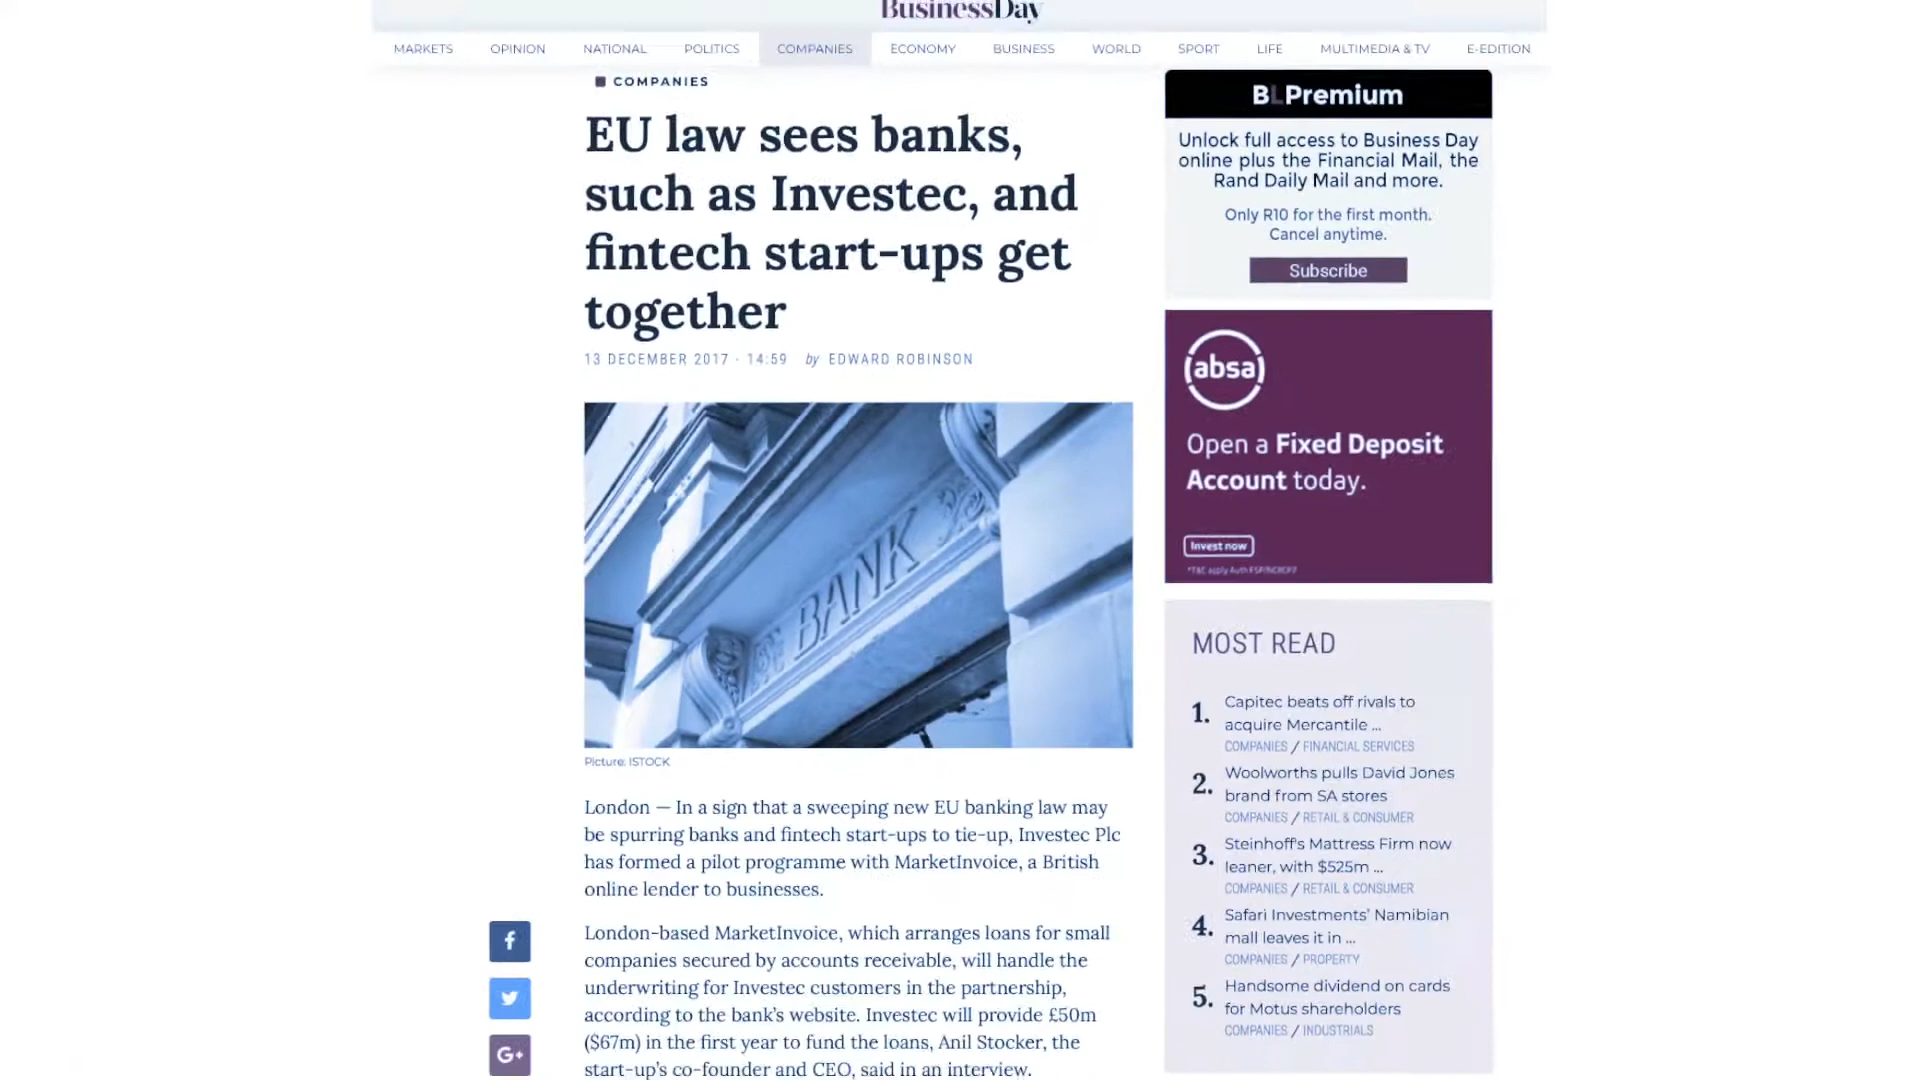 BusinessDay
MARKETS OPINION NATIONAL POLITICS COMPANIES ECONOMY BUSINESS WORLD SPORT LIFE MULTIMEDIA & TV E-EDITION
COMPANIES
EU law sees banks,
such as Investec, and
fintech start-ups get
together
13 DECEMBER 2017 · 14:59 by EDWARD ROBINSON
BANK
Picture: ISTOCK
London — In a sign that a sweeping new EU banking law may
be spurring banks and fintech start-ups to tie-up, Investec Plc
has formed a pilot programme with MarketInvoice, a British
online lender to businesses.
London-based MarketInvoice, which arranges loans for small
companies secured by accounts receivable, will handle the
underwriting for Investec customers in the partnership,
according to the bank's website. Investec will provide £50m
($67m) in the first year to fund the loans, Anil Stocker, the
start-up's co-founder and CEO, said in an interview.
f
G+
BLPremium
Unlock full access to Business Day
online plus the Financial Mail, the
Rand Daily Mail and more.
Only R10 for the first month.
Cancel anytime.
Subscribe
absa
Open a Fixed Deposit
Account today.
Invest now
*T&C apply Auth
MOST READ
1. Capitec beats off rivals to
acquire Mercantile ...
COMPANIES / FINANCIAL SERVICES
2. Woolworths pulls David Jones
brand from SA stores
COMPANIES / RETAIL & CONSUMER
3. Steinhoff's Mattress Firm now
leaner, with $525m ...
COMPANIES / RETAIL & CONSUMER
4. Safari Investments' Namibian
mall leaves it in ...
COMPANIES / PROPERTY
5. Handsome dividend on cards
for Motus shareholders
COMPANIES / INDUSTRIALS